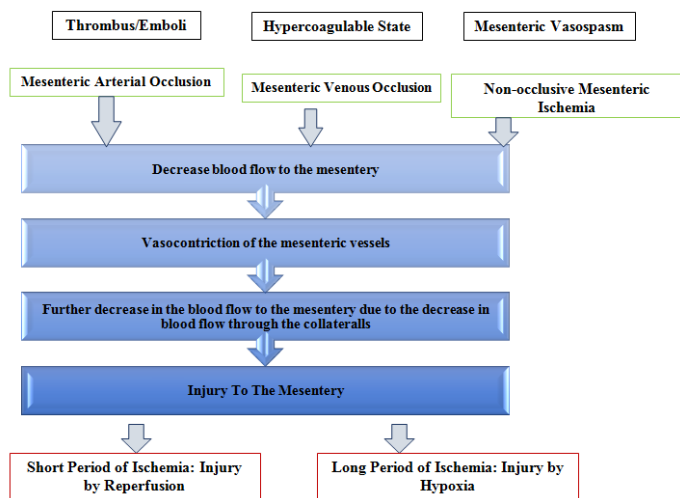 Thrombus/Emboli
Hypercoagulable State
Mesenteric Vasospasm
Mesenteric Arterial Occlusion
Mesenteric Venous Occlusion
Non-occlusive Mesenteric
Ischemia
Decrease blood flow to the mesentery
Vasocontriction of the mesenteric vessels
Further decrease in the blood flow to the mesentery due to the decrease in
blood flow through the collateralls
Injury To The Mesentery
Short Period of Ischemia: Injury
by Reperfusion
Long Period of Ischemia: Injury by
Hypoxia